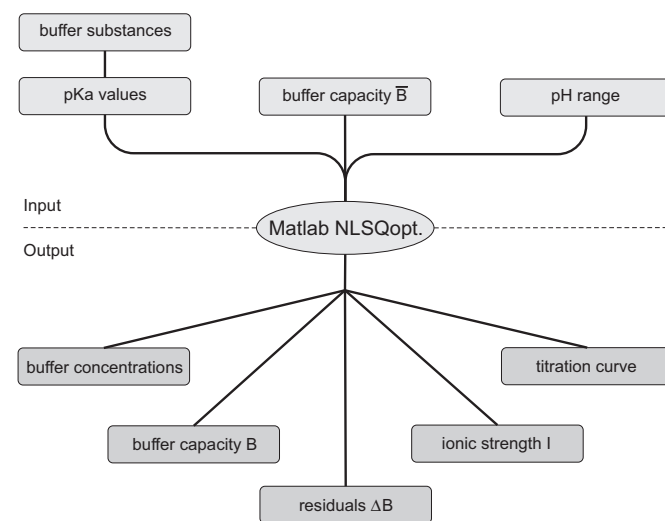 buffer substances
pKa values
buffer capacity B̅
pH range
Input
Matlab NLSQopt.
Output
buffer concentrations
titration curve
buffer capacity B
ionic strength I
residuals ΔB